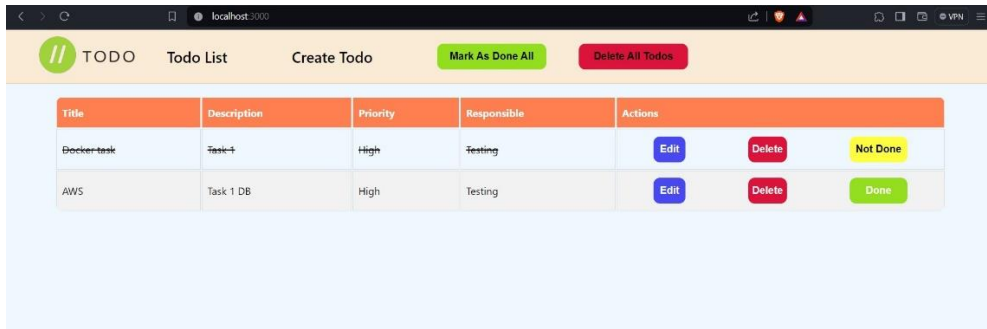 localhost:3000
VPN
// TODO Todo List Create Todo Mark As Done All Delete All Todos
Title Description Priority Responsible Actions
Docker task Task 1 High Testing Edit Delete Not Done
AWS Task 1 DB High Testing Edit Delete Done